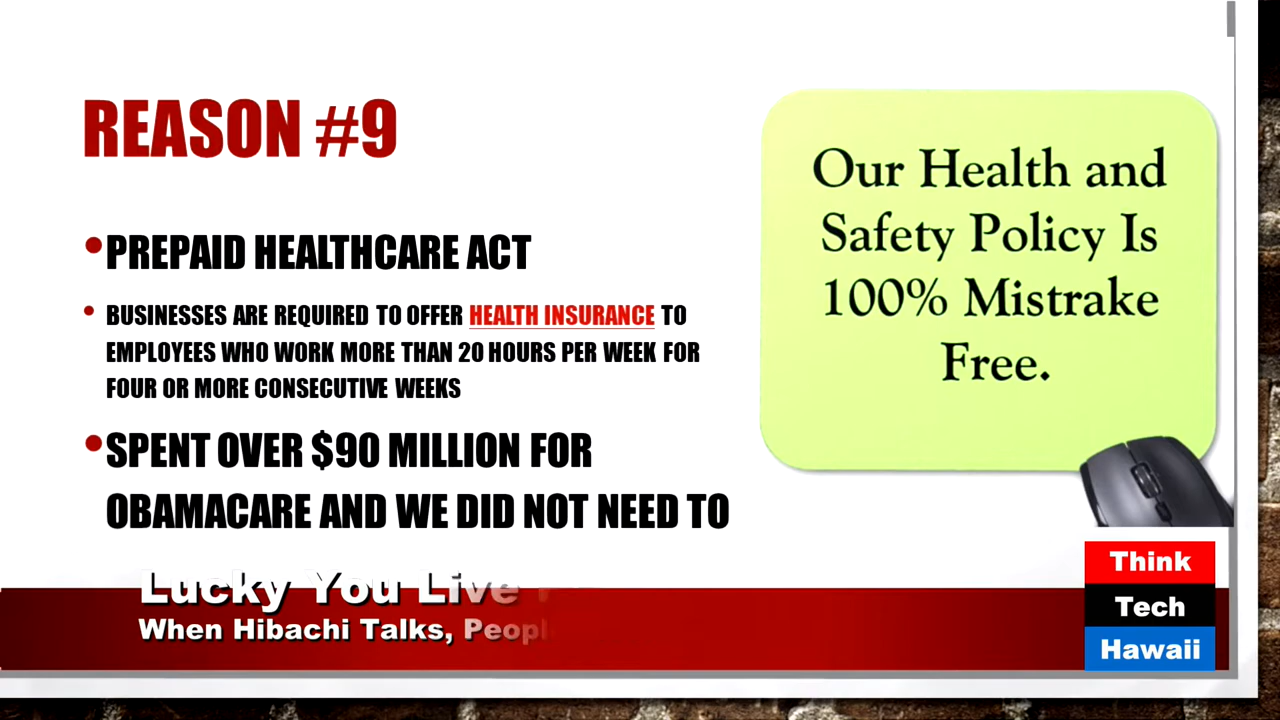 REASON #9
•PREPAID HEALTHCARE ACT
• BUSINESSES ARE REQUIRED TO OFFER HEALTH INSURANCE TO
EMPLOYEES WHO WORK MORE THAN 20 HOURS PER WEEK FOR
FOUR OR MORE CONSECUTIVE WEEKS
•SPENT OVER $90 MILLION FOR
OBAMACARE AND WE DID NOT NEED TO
Our Health and
Safety Policy Is
100% Mistrake
Free.
Lucky You Live
When Hibachi Talks,
Think
Tech
Hawaii